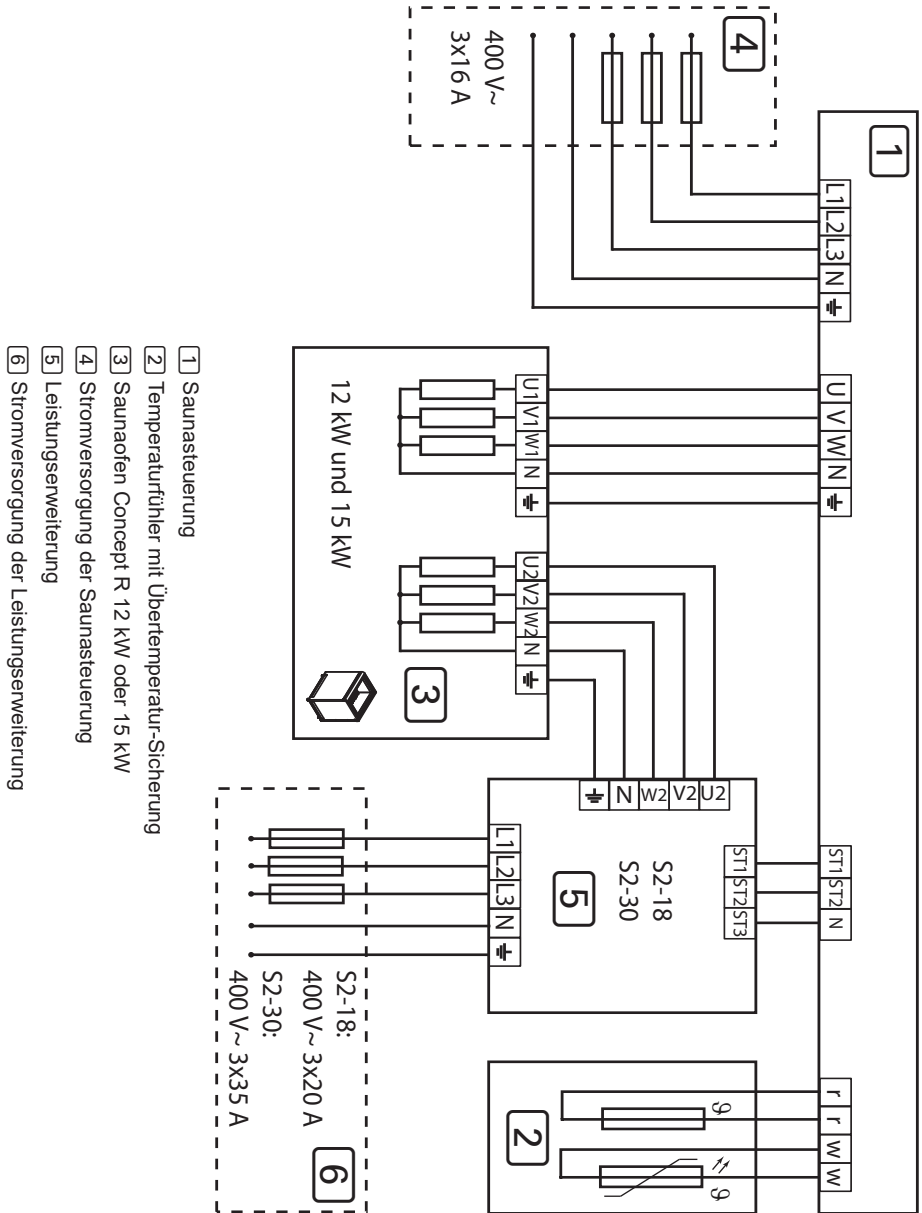 1
L1 L2 L3 N ⏚
U V W N ⏚
ST1 ST2 N
r r w w
4
400 V~
3x16 A
U1 V1 W1 N ⏚
U2 V2 W2 N ⏚
12 kW und 15 kW
3
ST1 ST2 ST3
U2 V2 W2 N ⏚
S2-18
S2-30
5
L1 L2 L3 N ⏚
ϑ
ϑ
2
S2-18:
400 V~ 3x20 A
S2-30:
400 V~ 3x35 A
6
1 Saunasteuerung
2 Temperaturfühler mit Übertemperatur-Sicherung
3 Saunaofen Concept R 12 kW oder 15 kW
4 Stromversorgung der Saunasteuerung
5 Leistungserweiterung
6 Stromversorgung der Leistungserweiterung